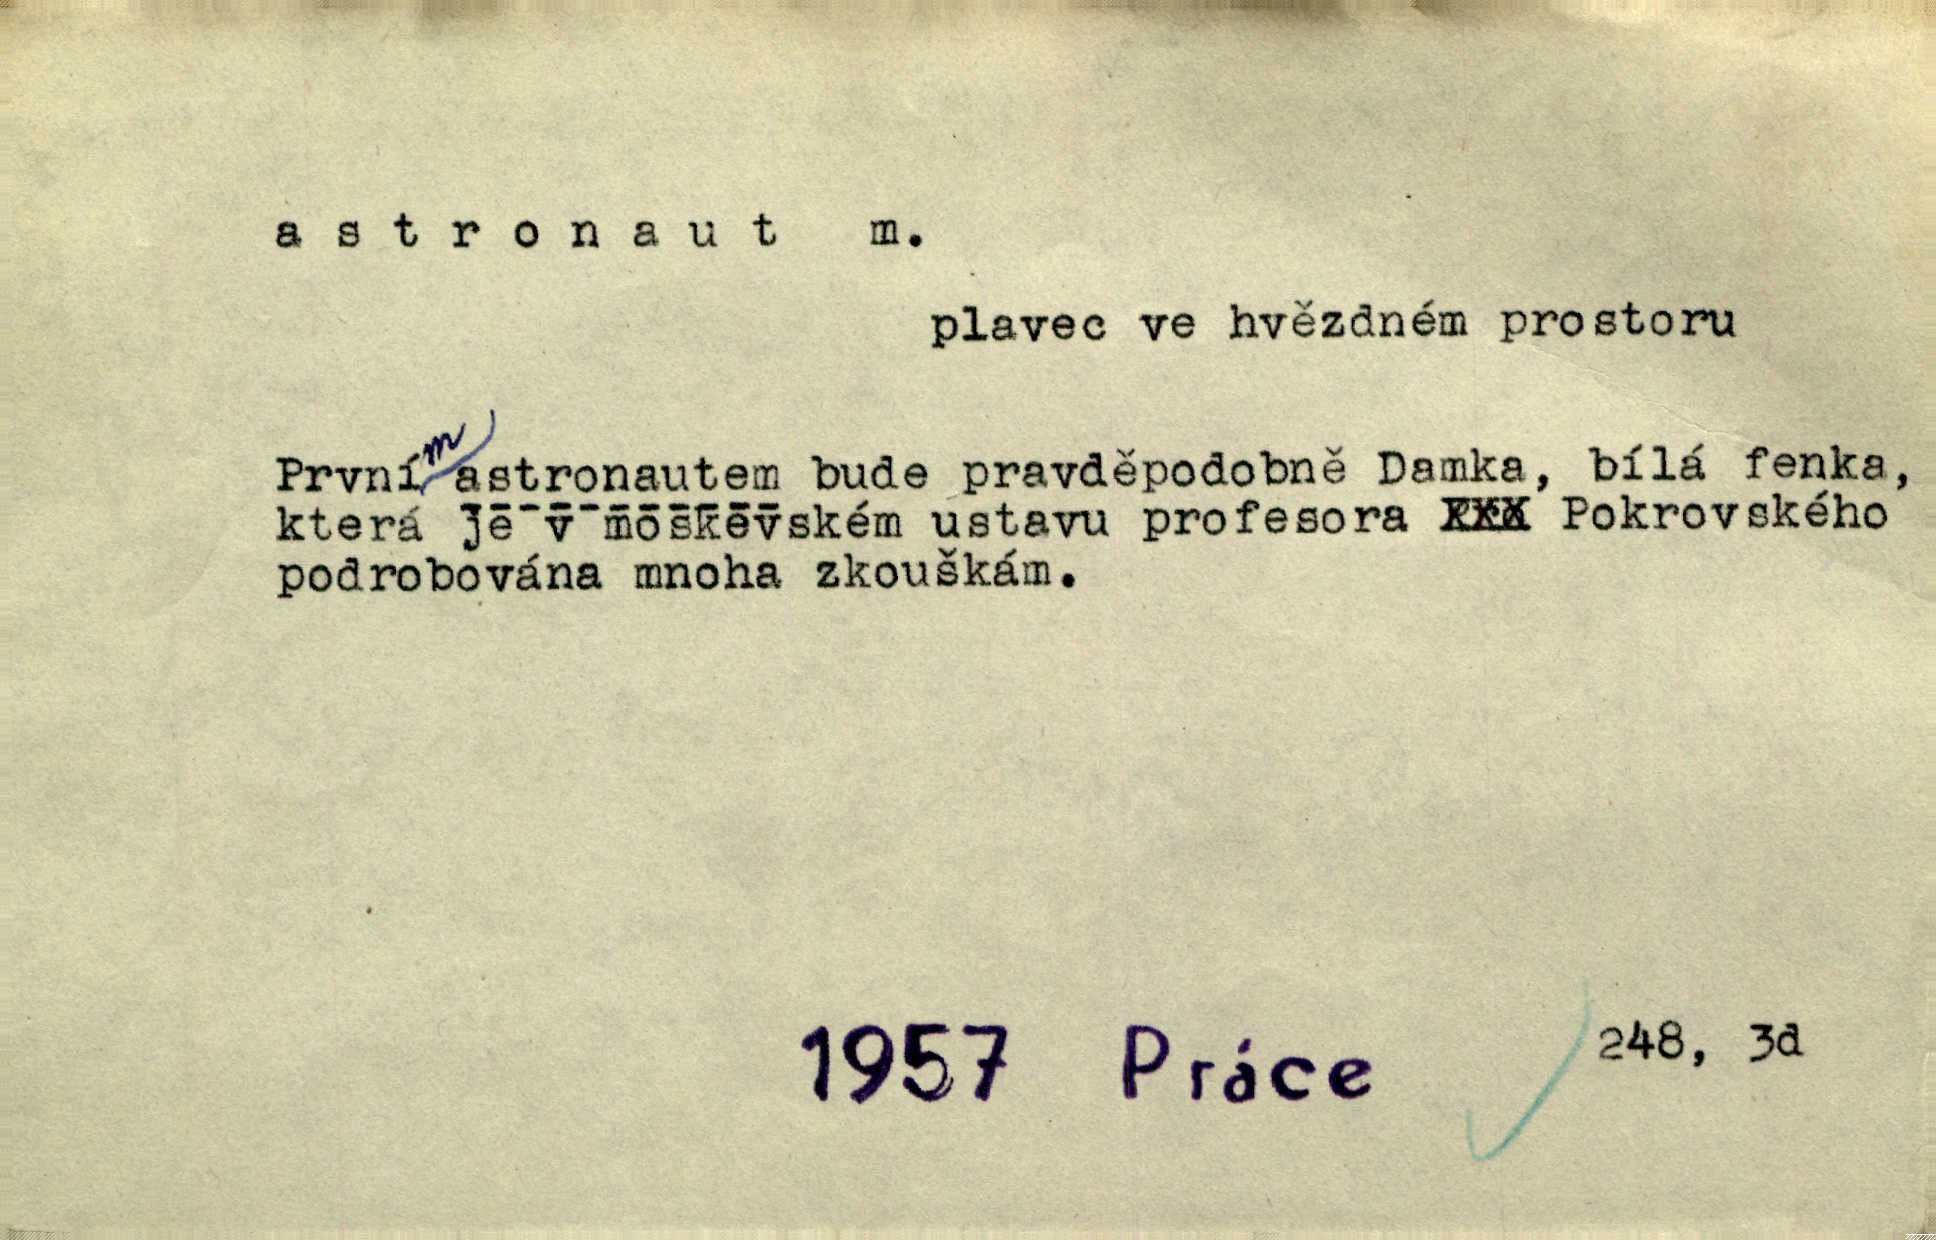 astronaut m.
plavec ve hvězdném prostoru
Prvním astronautem bude pravděpodobně Damka, bílá fenka,
která je v moskevském ustavu profesora Pokrovského
podrobována mnoha zkouškám.
1957 Práce 248, 3d